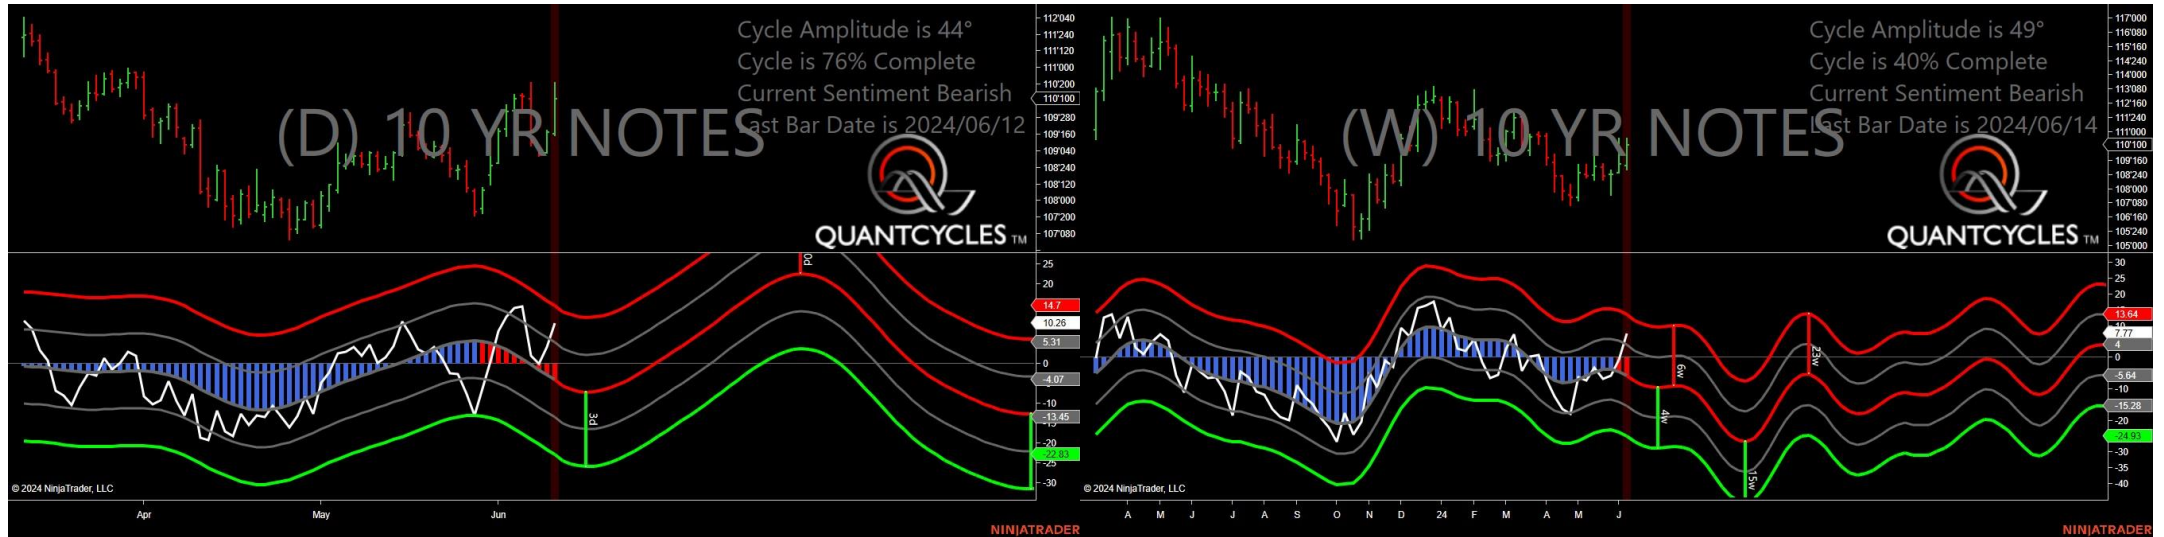 Cycle Amplitude is 44°
Cycle is 76% Complete
Current Sentiment Bearish
Last Bar Date is 2024/06/12
(D) 10 YR NOTES
QUANTCYCLES TM
112'040
111'240
111'120
111'000
110'200
110'100
109'280
109'160
109'040
108'240
108'120
108'000
107'200
107'080
25
20
14.7
10.26
5.31
0
-4.07
-10
-13.45
-20
-22.83
-25
-30
3d
0d
© 2024 NinjaTrader, LLC
Apr May Jun
NINJATRADER
Cycle Amplitude is 49°
Cycle is 40% Complete
Current Sentiment Bearish
Last Bar Date is 2024/06/14
(W) 10 YR NOTES
QUANTCYCLES TM
117'000
116'080
115'160
114'240
114'000
113'080
112'160
111'240
111'000
110'100
109'160
108'240
108'000
107'080
106'160
105'240
105'000
30
25
20
13.64
7.77
4
0
-5.64
-10
-15.28
-20
-24.93
-30
-35
-40
6w
4w
15w
23w
© 2024 NinjaTrader, LLC
A M J J A S O N D 24 F M A M J
NINJATRADER